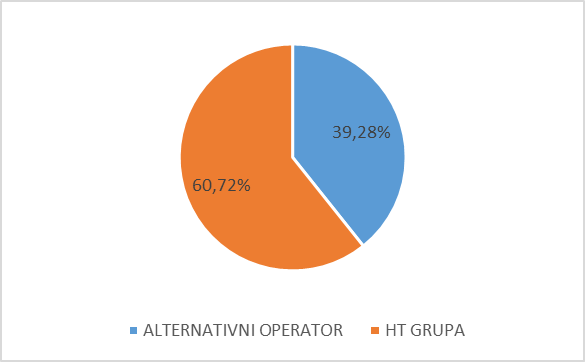 39,28%
60,72%
ALTERNATIVNI OPERATOR
HT GRUPA